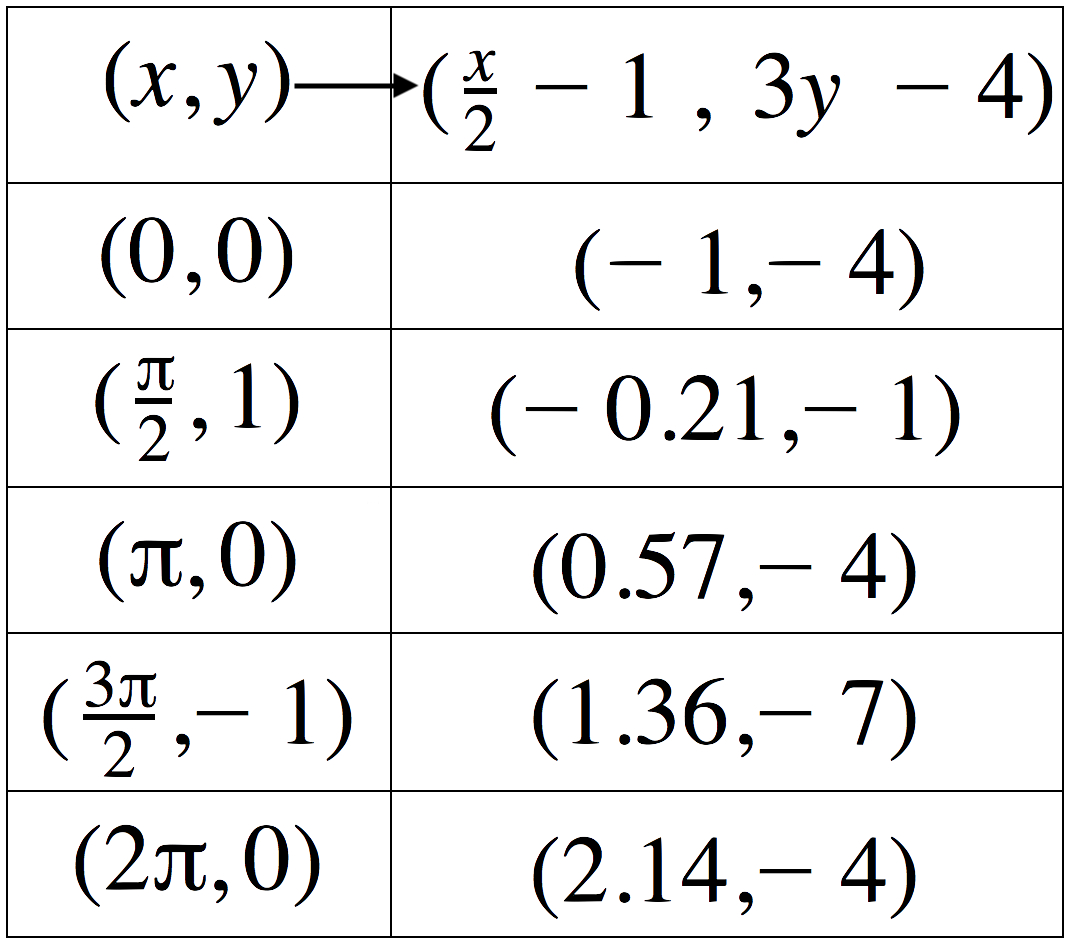 (x, y) → (x/2 − 1 , 3y − 4)
(0, 0) (− 1,− 4)
(π/2, 1) (− 0.21,− 1)
(π, 0) (0.57,− 4)
(3π/2,− 1) (1.36,− 7)
(2π, 0) (2.14,− 4)